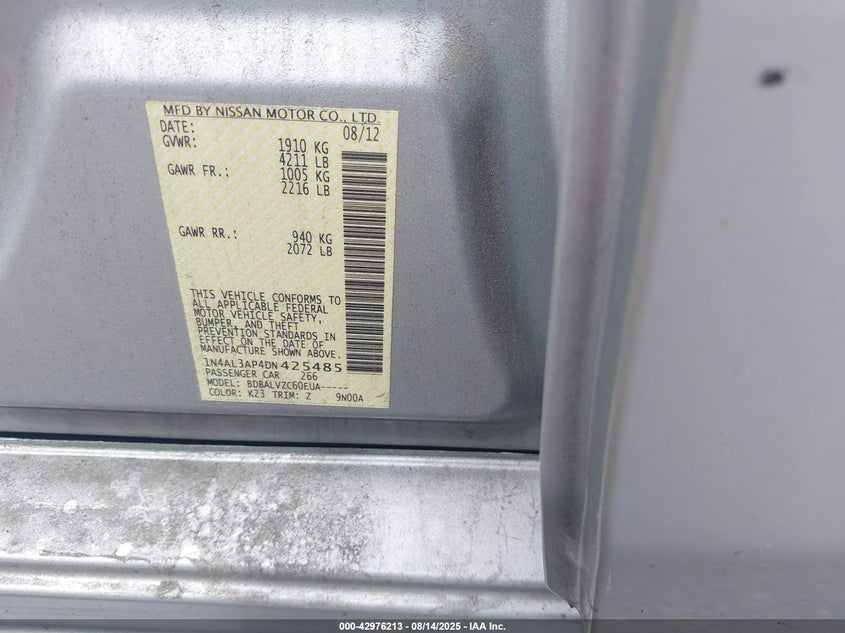 MFD BY NISSAN MOTOR CO., LTD.
DATE: 08/12
GVWR: 1910 KG
4211 LB
GAWR FR.: 1005 KG
2216 LB
GAWR RR.: 940 KG
2072 LB
THIS VEHICLE CONFORMS TO
ALL APPLICABLE FEDERAL
MOTOR VEHICLE SAFETY,
BUMPER, AND THEFT
PREVENTION STANDARDS IN
EFFECT ON THE DATE OF
MANUFACTURE SHOWN ABOVE.
1N4AL3AP4DN425485
PASSENGER CAR 266
MODEL: BDBALVZC60EUA-----
COLOR: K23 TRIM: Z 9N00A
000-42976213 - 08/14/2025 - IAA Inc.